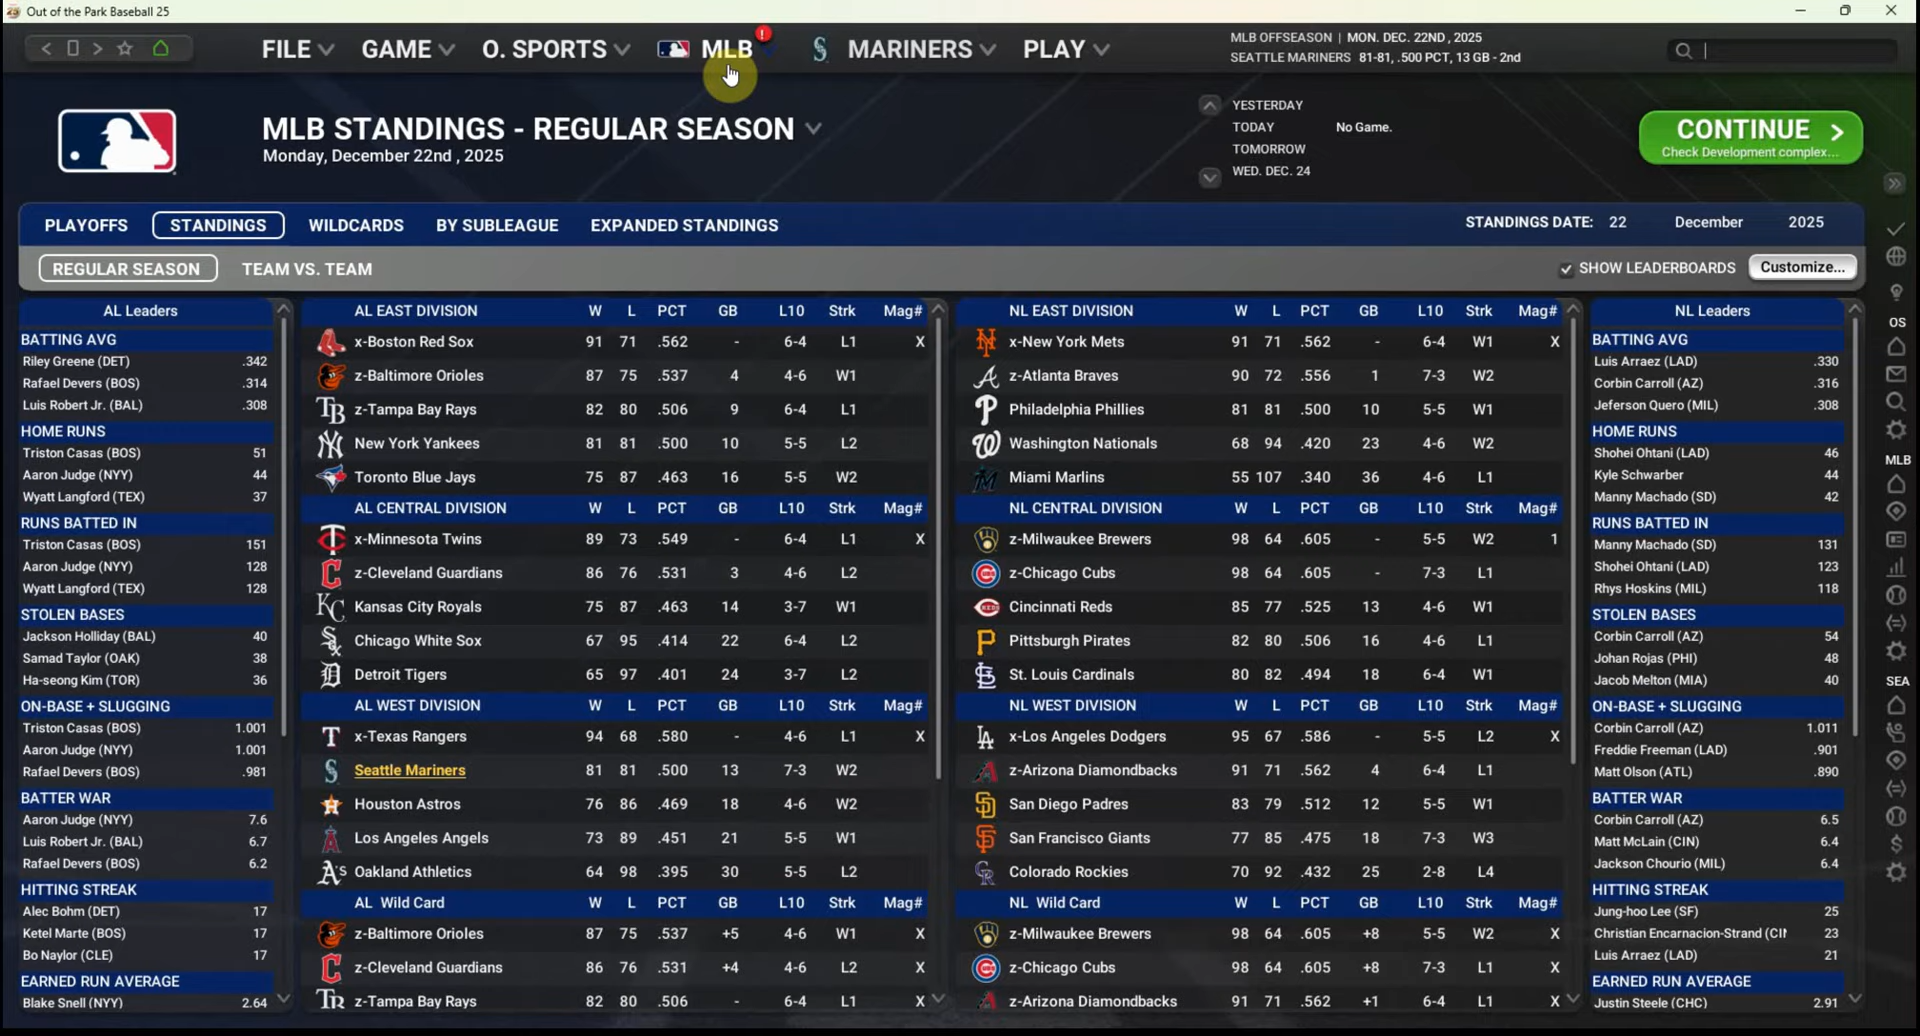 Out of the Park Baseball 25
FILE GAME O. SPORTS MLB ! MARINERS PLAY
MLB OFFSEASON | MON. DEC. 22ND , 2025
SEATTLE MARINERS 81-81, .500 PCT, 13 GB - 2nd
MLB STANDINGS - REGULAR SEASON
Monday, December 22nd , 2025
YESTERDAY
TODAY No Game.
TOMORROW
WED. DEC. 24
CONTINUE
Check Development complex...
PLAYOFFS STANDINGS WILDCARDS BY SUBLEAGUE EXPANDED STANDINGS
STANDINGS DATE: 22 December 2025
REGULAR SEASON TEAM VS. TEAM
SHOW LEADERBOARDS Customize...
AL Leaders
BATTING AVG
Riley Greene (DET) .342
Rafael Devers (BOS) .314
Luis Robert Jr. (BAL) .308
HOME RUNS
Triston Casas (BOS) 51
Aaron Judge (NYY) 44
Wyatt Langford (TEX) 37
RUNS BATTED IN
Triston Casas (BOS) 151
Aaron Judge (NYY) 128
Wyatt Langford (TEX) 128
STOLEN BASES
Jackson Holliday (BAL) 40
Samad Taylor (OAK) 38
Ha-seong Kim (TOR) 36
ON-BASE + SLUGGING
Triston Casas (BOS) 1.001
Aaron Judge (NYY) 1.001
Rafael Devers (BOS) .981
BATTER WAR
Aaron Judge (NYY) 7.6
Luis Robert Jr. (BAL) 6.7
Rafael Devers (BOS) 6.2
HITTING STREAK
Alec Bohm (DET) 17
Ketel Marte (BOS) 17
Bo Naylor (CLE) 17
EARNED RUN AVERAGE
Blake Snell (NYY) 2.64
AL EAST DIVISION W L PCT GB L10 Strk Mag#
x-Boston Red Sox 91 71 .562 - 6-4 L1 X
z-Baltimore Orioles 87 75 .537 4 4-6 W1
z-Tampa Bay Rays 82 80 .506 9 6-4 L1
New York Yankees 81 81 .500 10 5-5 L2
Toronto Blue Jays 75 87 .463 16 5-5 W2
AL CENTRAL DIVISION W L PCT GB L10 Strk Mag#
x-Minnesota Twins 89 73 .549 - 6-4 L1 X
z-Cleveland Guardians 86 76 .531 3 4-6 L2
Kansas City Royals 75 87 .463 14 3-7 W1
Chicago White Sox 67 95 .414 22 6-4 L2
Detroit Tigers 65 97 .401 24 3-7 L2
AL WEST DIVISION W L PCT GB L10 Strk Mag#
x-Texas Rangers 94 68 .580 - 4-6 L1 X
Seattle Mariners 81 81 .500 13 7-3 W2
Houston Astros 76 86 .469 18 4-6 W2
Los Angeles Angels 73 89 .451 21 5-5 W1
Oakland Athletics 64 98 .395 30 5-5 L2
AL Wild Card W L PCT GB L10 Strk Mag#
z-Baltimore Orioles 87 75 .537 +5 4-6 W1 X
z-Cleveland Guardians 86 76 .531 +4 4-6 L2 X
z-Tampa Bay Rays 82 80 .506 - 6-4 L1 X
NL EAST DIVISION W L PCT GB L10 Strk Mag#
x-New York Mets 91 71 .562 - 6-4 W1 X
z-Atlanta Braves 90 72 .556 1 7-3 W2
Philadelphia Phillies 81 81 .500 10 5-5 W1
Washington Nationals 68 94 .420 23 4-6 W2
Miami Marlins 55 107 .340 36 4-6 L1
NL CENTRAL DIVISION W L PCT GB L10 Strk Mag#
z-Milwaukee Brewers 98 64 .605 - 5-5 W2 1
z-Chicago Cubs 98 64 .605 - 7-3 L1
Cincinnati Reds 85 77 .525 13 4-6 W1
Pittsburgh Pirates 82 80 .506 16 4-6 L1
St. Louis Cardinals 80 82 .494 18 6-4 W1
NL WEST DIVISION W L PCT GB L10 Strk Mag#
x-Los Angeles Dodgers 95 67 .586 - 5-5 L2 X
z-Arizona Diamondbacks 91 71 .562 4 6-4 L1
San Diego Padres 83 79 .512 12 5-5 W1
San Francisco Giants 77 85 .475 18 7-3 W3
Colorado Rockies 70 92 .432 25 2-8 L4
NL Wild Card W L PCT GB L10 Strk Mag#
z-Milwaukee Brewers 98 64 .605 +8 5-5 W2 X
z-Chicago Cubs 98 64 .605 +8 7-3 L1 X
z-Arizona Diamondbacks 91 71 .562 +1 6-4 L1 X
NL Leaders
BATTING AVG
Luis Arraez (LAD) .330
Corbin Carroll (AZ) .316
Jeferson Quero (MIL) .308
HOME RUNS
Shohei Ohtani (LAD) 46
Kyle Schwarber 44
Manny Machado (SD) 42
RUNS BATTED IN
Manny Machado (SD) 131
Shohei Ohtani (LAD) 123
Rhys Hoskins (MIL) 118
STOLEN BASES
Corbin Carroll (AZ) 54
Johan Rojas (PHI) 48
Jacob Melton (MIA) 40
ON-BASE + SLUGGING
Corbin Carroll (AZ) 1.011
Freddie Freeman (LAD) .901
Matt Olson (ATL) .890
BATTER WAR
Corbin Carroll (AZ) 6.5
Matt McLain (CIN) 6.4
Jackson Chourio (MIL) 6.4
HITTING STREAK
Jung-hoo Lee (SF) 25
Christian Encarnacion-Strand (CIN 23
Luis Arraez (LAD) 21
EARNED RUN AVERAGE
Justin Steele (CHC) 2.91
OS
MLB
SEA